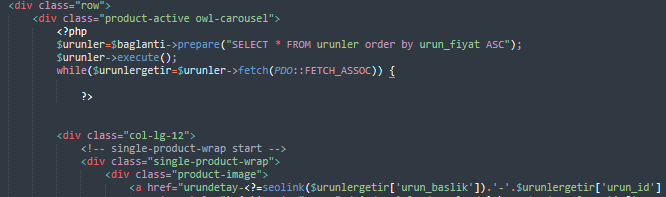 <div class="row">
<div class="product-active owl-carousel">
<?php
$urunler=$baglanti->prepare("SELECT * FROM urunler order by urun_fiyat ASC");
$urunler->execute();
while($urunlergetir=$urunler->fetch(PDO::FETCH_ASSOC)) {
?>
<div class="col-lg-12">
<!-- single-product-wrap start -->
<div class="single-product-wrap">
<div class="product-image">
<a href="urundetay-<?=seolink($urunlergetir['urun_baslik']).'-'.$urunlergetir['urun_id']